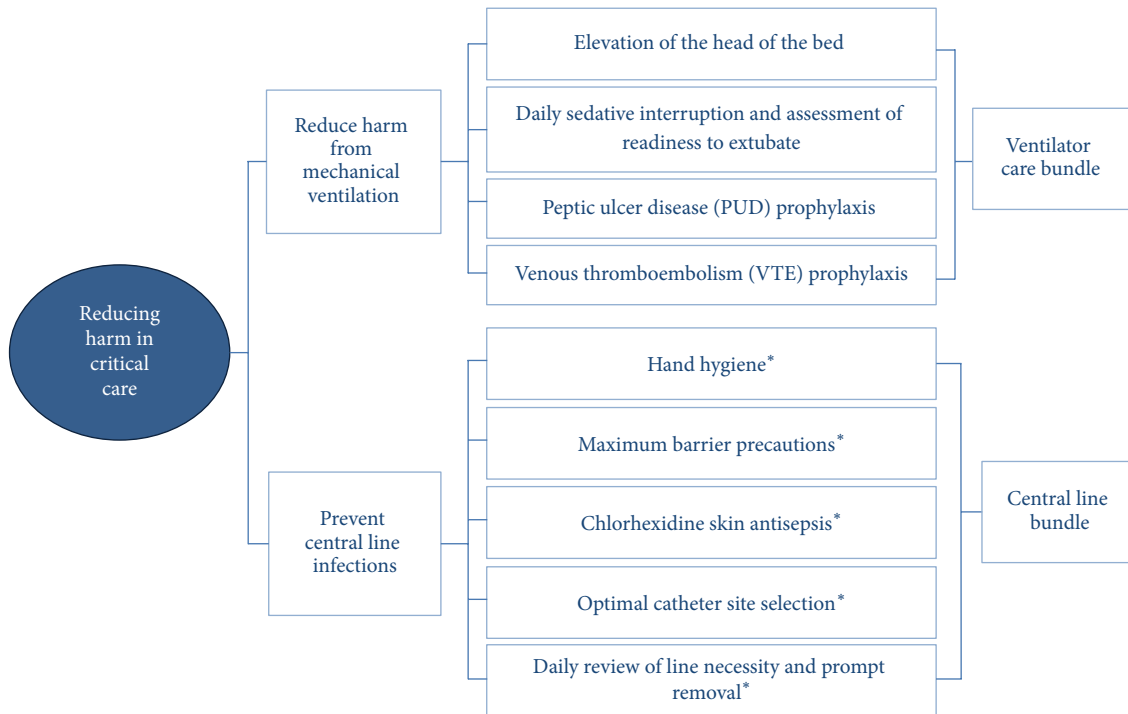 Reducing
harm in
critical
care
Reduce harm
from
mechanical
ventilation
Elevation of the head of the bed
Daily sedative interruption and assessment of
readiness to extubate
Peptic ulcer disease (PUD) prophylaxis
Venous thromboembolism (VTE) prophylaxis
Ventilator
care bundle
Prevent
central line
infections
Hand hygiene*
Maximum barrier precautions*
Chlorhexidine skin antisepsis*
Optimal catheter site selection*
Daily review of line necessity and prompt
removal*
Central line
bundle